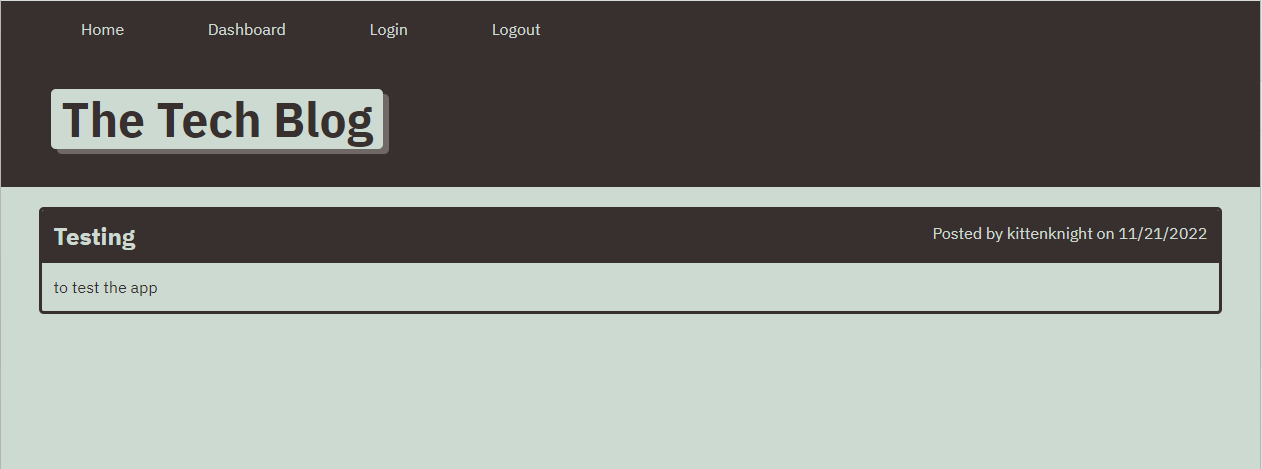 Home Dashboard Login Logout
The Tech Blog
Testing Posted by kittenknight on 11/21/2022
to test the app